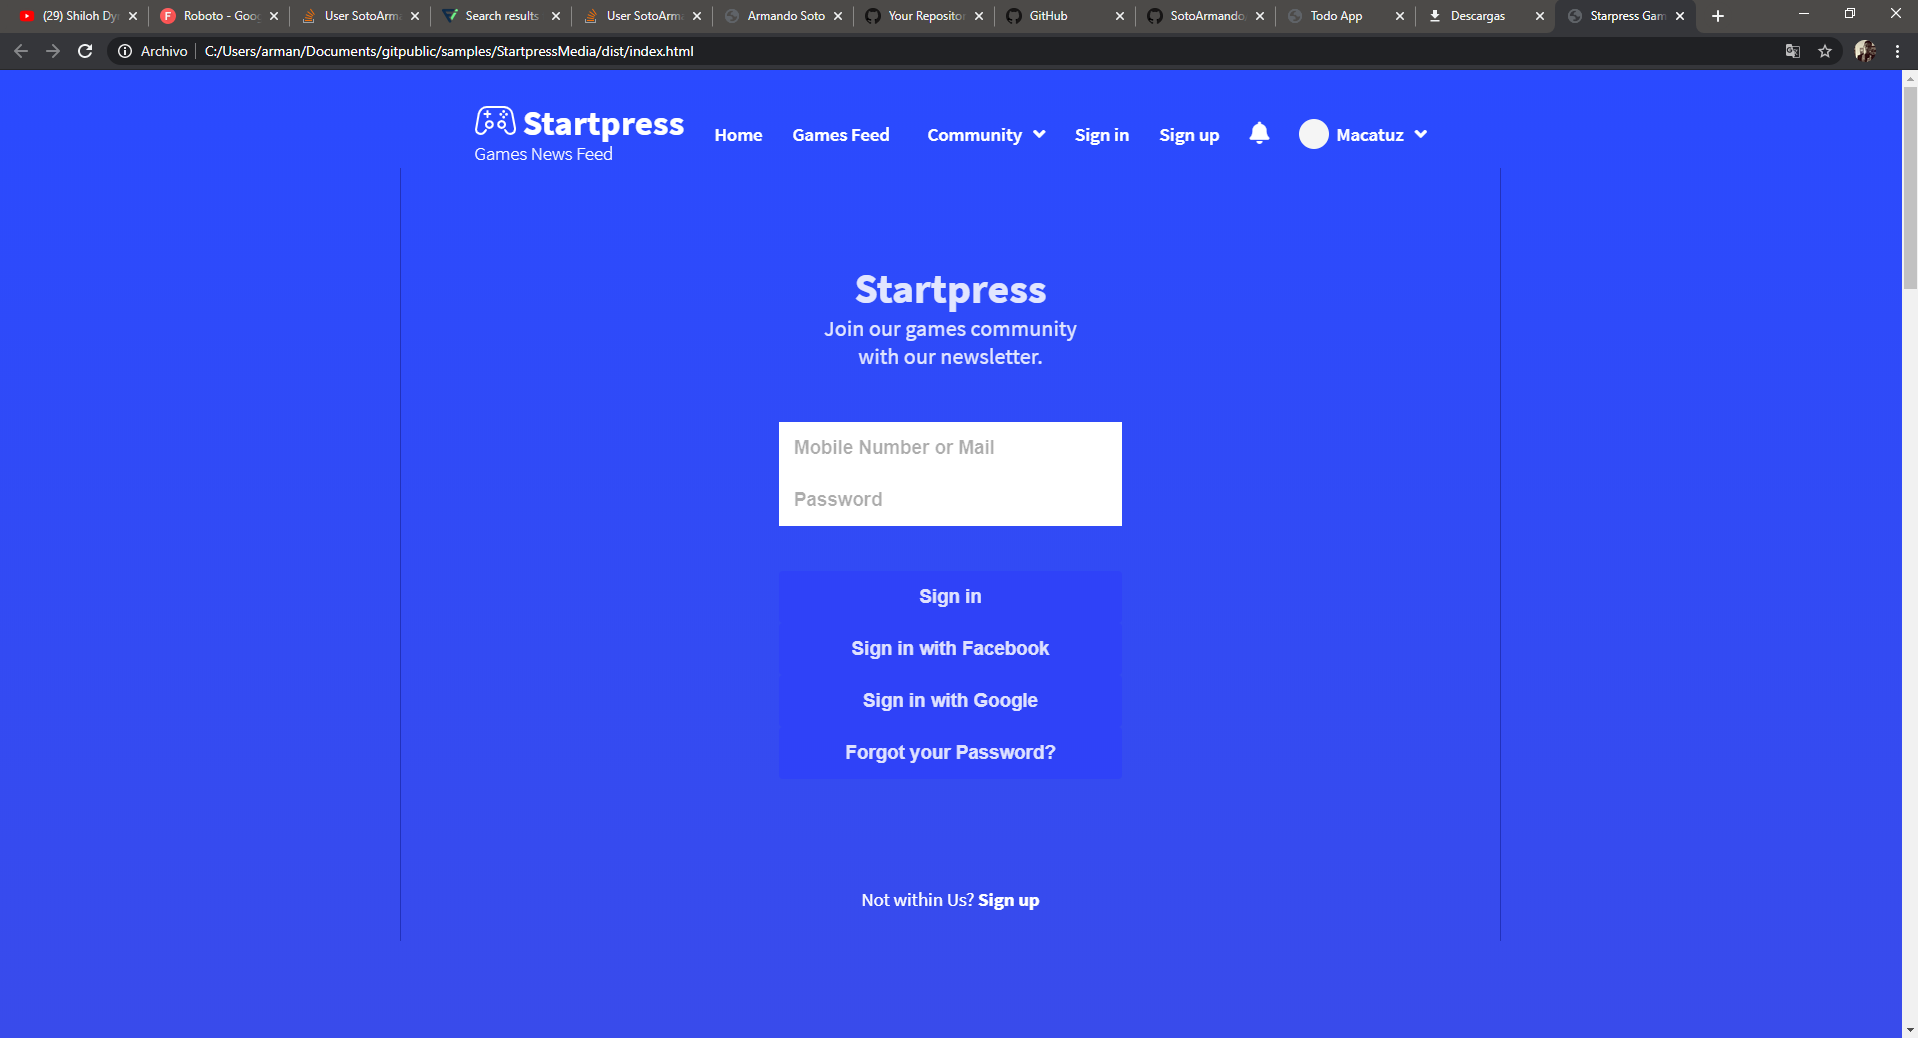 (29) Shiloh Dy
Roboto - Goo
User SotoArma
Search results
User SotoArma
Armando Soto
Your Repositor
GitHub
SotoArmando
Todo App
Descargas
Starpress Gam
Archivo
C:/Users/arman/Documents/gitpublic/samples/StartpressMedia/dist/index.html
Startpress
Games News Feed
Home
Games Feed
Community
Sign in
Sign up
Macatuz
Startpress
Join our games community
with our newsletter.
Mobile Number or Mail
Password
Sign in
Sign in with Facebook
Sign in with Google
Forgot your Password?
Not within Us? Sign up